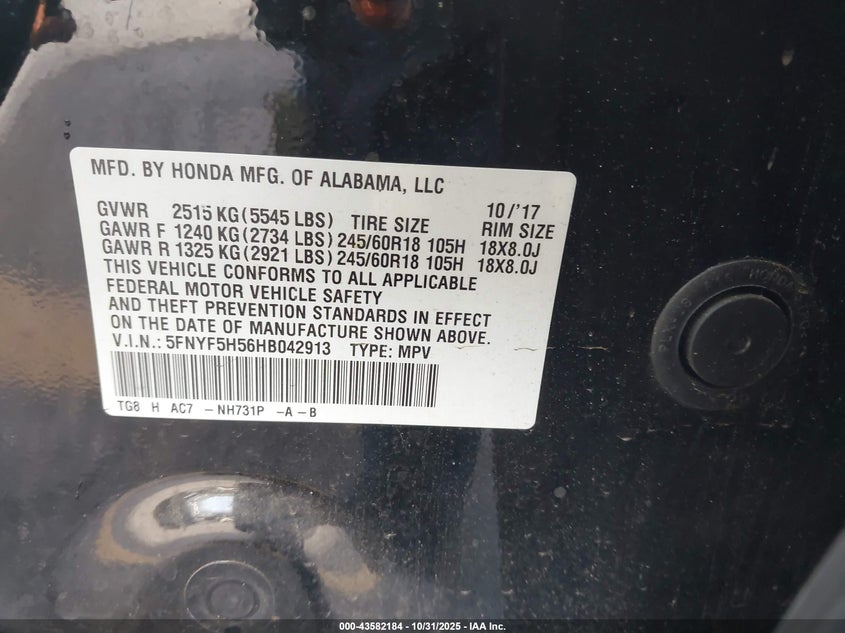 MFD. BY HONDA MFG. OF ALABAMA, LLC
10/'17
GVWR 2515 KG (5545 LBS) TIRE SIZE RIM SIZE
GAWR F 1240 KG (2734 LBS) 245/60R18 105H 18X8.0J
GAWR R 1325 KG (2921 LBS) 245/60R18 105H 18X8.0J
THIS VEHICLE CONFORMS TO ALL APPLICABLE
FEDERAL MOTOR VEHICLE SAFETY
AND THEFT PREVENTION STANDARDS IN EFFECT
ON THE DATE OF MANUFACTURE SHOWN ABOVE.
V.I.N.: 5FNYF5H56HB042913 TYPE: MPV
TG8 H AC7 – NH731P – A – B
HONDA
000-43582184 - 10/31/2025 - IAA Inc.